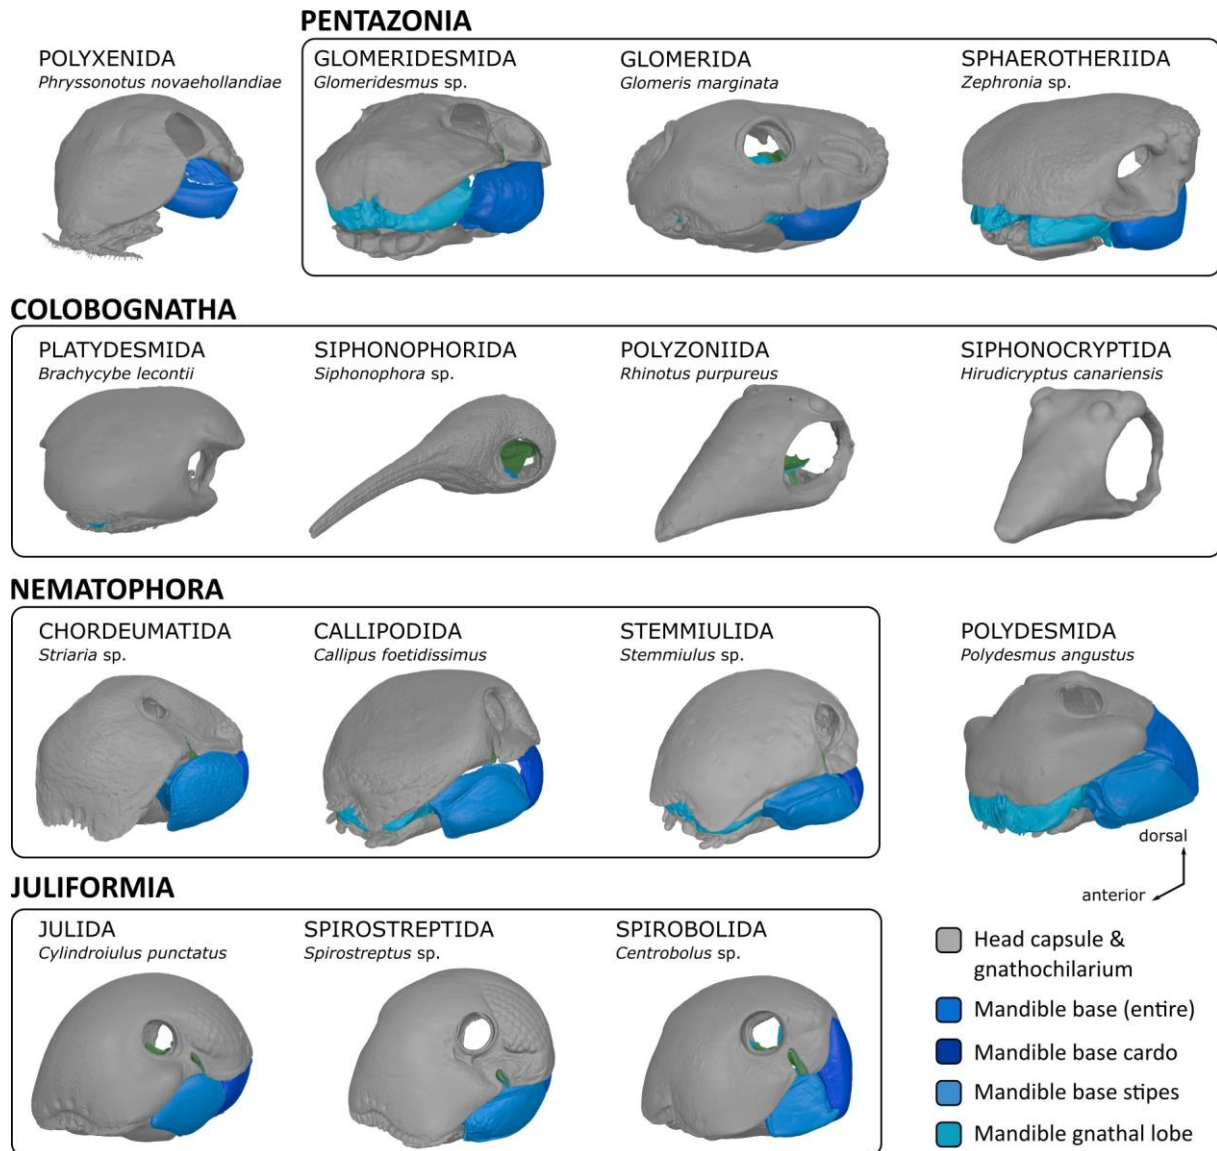 PENTAZONIA
POLYXENIDA
Phryssonotus novaehollandiae
GLOMERIDESMIDA
Glomeridesmus sp.
GLOMERIDA
Glomeris marginata
SPHAEROTHERIIDA
Zephronia sp.
COLOBOGNATHA
PLATYDESMIDA
Brachycybe lecontii
SIPHONOPHORIDA
Siphonophora sp.
POLYZONIIDA
Rhinotus purpureus
SIPHONOCRYPTIDA
Hirudicryptus canariensis
NEMATOPHORA
CHORDEUMATIDA
Striaria sp.
CALLIPODIDA
Callipus foetidissimus
STEMMIULIDA
Stemmiulus sp.
POLYDESMIDA
Polydesmus angustus
dorsal
anterior
JULIFORMIA
JULIDA
Cylindroiulus punctatus
SPIROSTREPTIDA
Spirostreptus sp.
SPIROBOLIDA
Centrobolus sp.
Head capsule &
gnathochilarium
Mandible base (entire)
Mandible base cardo
Mandible base stipes
Mandible gnathal lobe